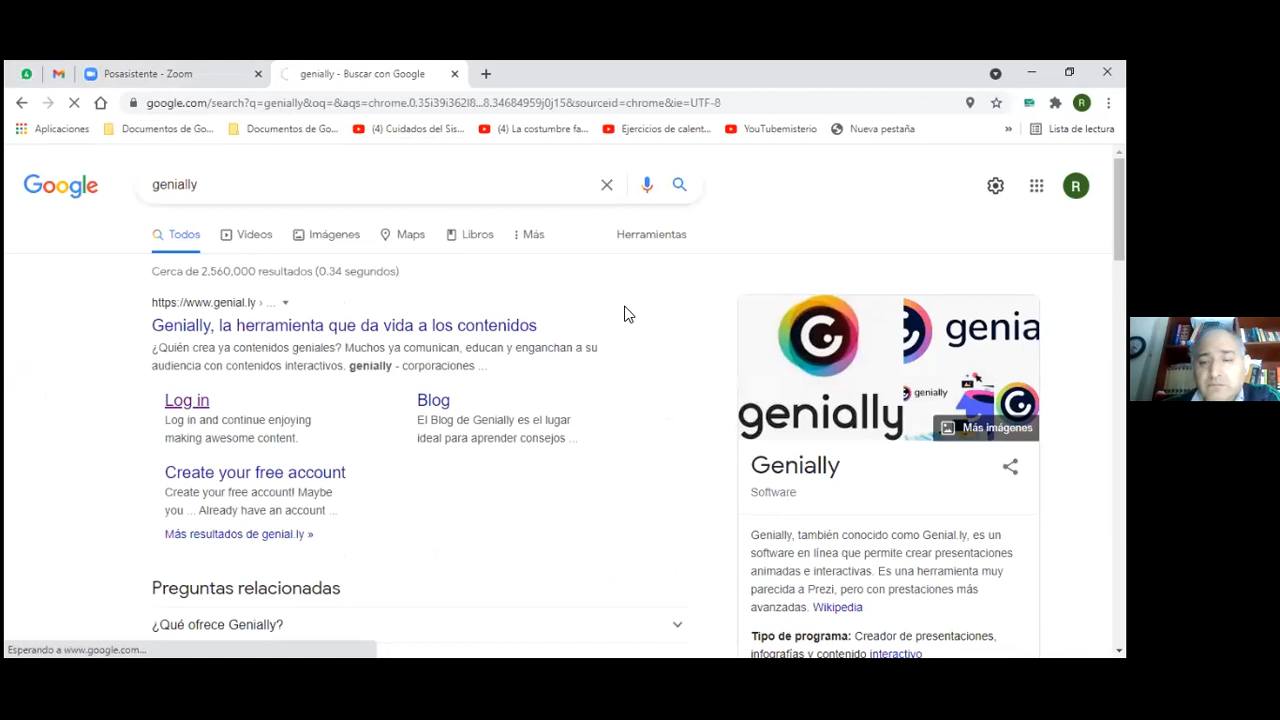 Posasistente - Zoom
genially - Buscar con Google
google.com/search?q=genially&oq=&aqs=chrome.0.35i39i362l8...8.34684959j0j15&sourceid=chrome&ie=UTF-8
R
Aplicaciones
Documentos de Go...
Documentos de Go...
(4) Cuidados del Sis...
(4) La costumbre fa...
Ejercicios de calent...
YouTubemisterio
Nueva pestaña
»
Lista de lectura
Google
genially
R
Todos
Videos
Imágenes
Maps
Libros
Más
Herramientas
Cerca de 2.560,000 resultados (0.34 segundos)
https://www.genial.ly › ...
Genially, la herramienta que da vida a los contenidos
¿Quién crea ya contenidos geniales? Muchos ya comunican, educan y enganchan a su
audiencia con contenidos interactivos. genially - corporaciones ...
Log in
Log in and continue enjoying
making awesome content.
Blog
El Blog de Genially es el lugar
ideal para aprender consejos ...
Create your free account
Create your free account! Maybe
you ... Already have an account ...
Más resultados de genial.ly »
Preguntas relacionadas
¿Qué ofrece Genially?
genially
genia
genially
Más imágenes
Genially
Software
Genially, también conocido como Genial.ly, es un
software en línea que permite crear presentaciones
animadas e interactivas. Es una herramienta muy
parecida a Prezi, pero con prestaciones más
avanzadas. Wikipedia
Tipo de programa: Creador de presentaciones,
infografías y contenido interactivo
Esperando a www.google.com...